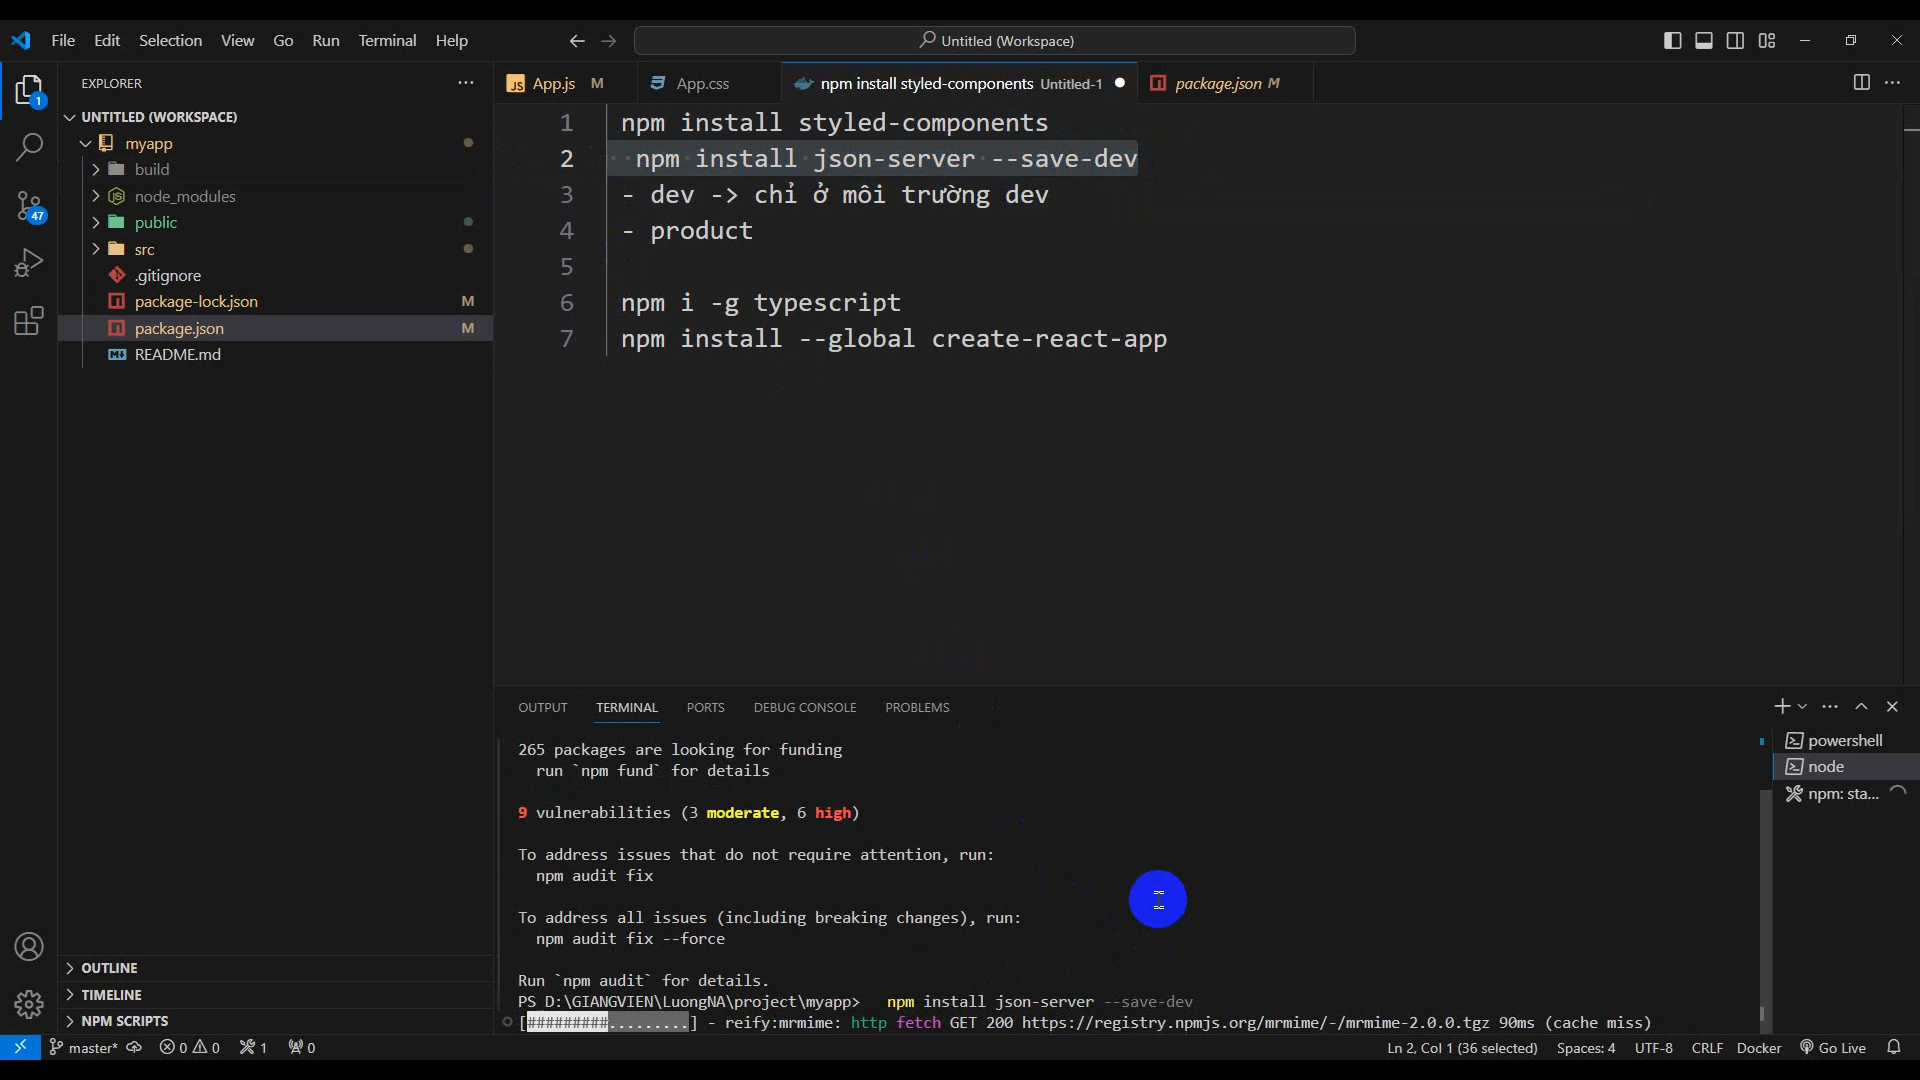 File Edit Selection View Go Run Terminal Help
Untitled (Workspace)
EXPLORER
JS App.js M
App.css
npm install styled-components Untitled-1
package.json M
UNTITLED (WORKSPACE)
myapp
build
node_modules
public
src
.gitignore
package-lock.json M
package.json M
README.md
1
47
1 npm install styled-components
2 npm install json-server --save-dev
3 - dev -> chỉ ở môi trường dev
4 - product
5
6 npm i -g typescript
7 npm install --global create-react-app
OUTPUT TERMINAL PORTS DEBUG CONSOLE PROBLEMS
powershell
node
npm: sta...
265 packages are looking for funding
run `npm fund` for details
9 vulnerabilities (3 moderate, 6 high)
To address issues that do not require attention, run:
npm audit fix
To address all issues (including breaking changes), run:
npm audit fix --force
Run `npm audit` for details.
PS D:\GIANGVIEN\LuongNA\project\myapp> npm install json-server --save-dev
[#########.........] - reify:mrmime: http fetch GET 200 https://registry.npmjs.org/mrmime/-/mrmime-2.0.0.tgz 90ms (cache miss)
OUTLINE
TIMELINE
NPM SCRIPTS
master* 0 0 1 0
Ln 2, Col 1 (36 selected) Spaces: 4 UTF-8 CRLF Docker Go Live